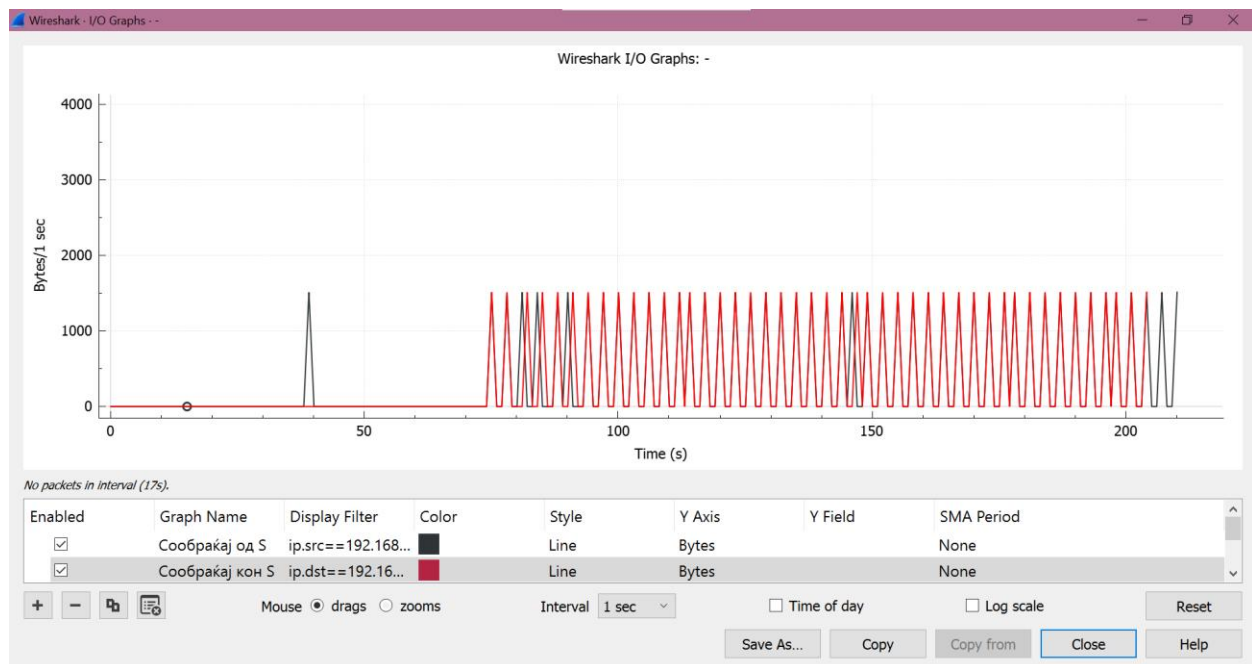 Wireshark · I/O Graphs · -
Wireshark I/O Graphs: -
4000
3000
2000
1000
0
Bytes/1 sec
0 50 100 150 200
Time (s)
No packets in interval (17s).
Enabled Graph Name Display Filter Color Style Y Axis Y Field SMA Period
Сообраќај од S ip.src==192.168... Line Bytes None
Сообраќај кон S ip.dst==192.16... Line Bytes None
Mouse drags zooms Interval 1 sec Time of day Log scale Reset
Save As... Copy Copy from Close Help